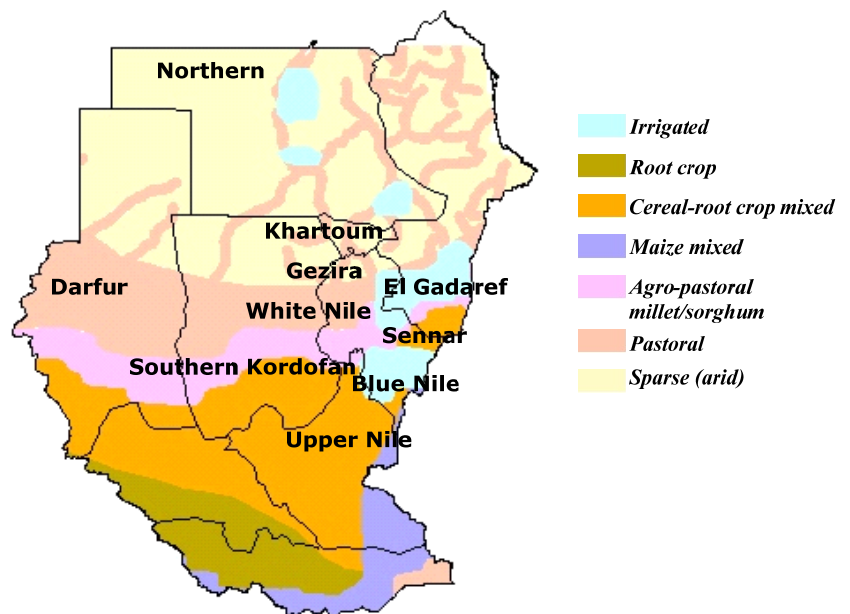 Northern
Khartoum
Gezira
El Gadaref
Darfur
White Nile
Sennar
Southern Kordofan
Blue Nile
Upper Nile
Irrigated
Root crop
Cereal-root crop mixed
Maize mixed
Agro-pastoral
millet/sorghum
Pastoral
Sparse (arid)